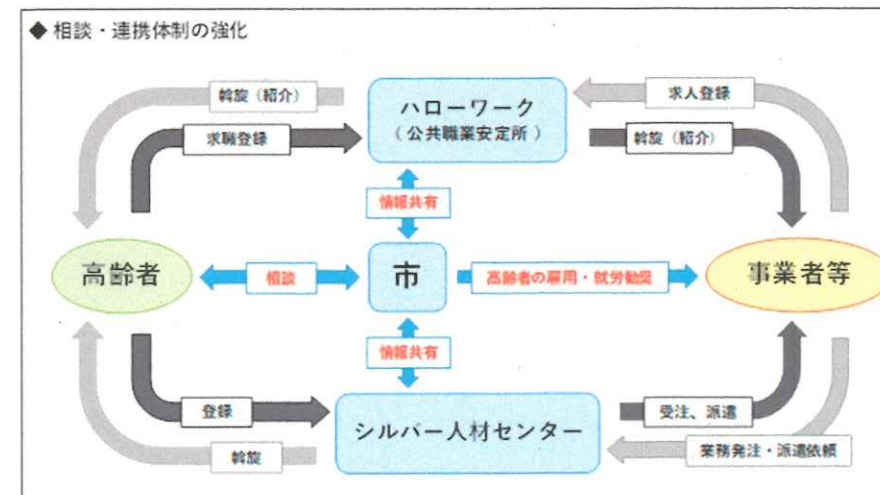 ◆ 相談・連携体制の強化
斡旋（紹介）
求人登録
ハローワーク
（公共職業安定所）
求職登録
斡旋（紹介）
情報共有
高齢者
相談
市
高齢者の雇用・就労勧奨
事業者等
情報共有
登録
シルバー人材センター
受注、派遣
斡旋
業務発注・派遣依頼